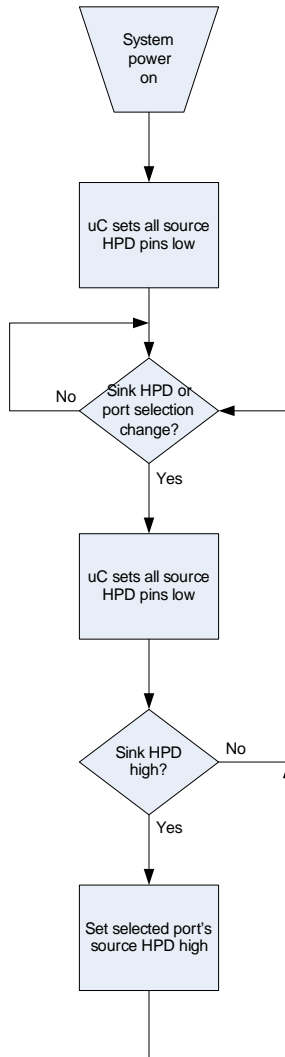 System
power
on
uC sets all source
HPD pins low
Sink HPD or
port selection
change?
No
Yes
uC sets all source
HPD pins low
Sink HPD
high?
No
Yes
Set selected port's
source HPD high